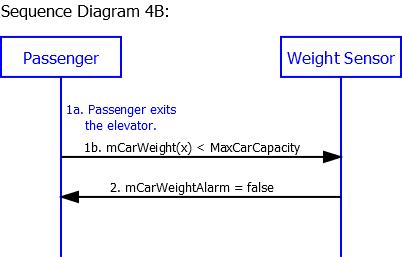 Sequence Diagram 4B:
Passenger
Weight Sensor
1a. Passenger exits
the elevator.
1b. mCarWeight(x) < MaxCarCapacity
2. mCarWeightAlarm = false